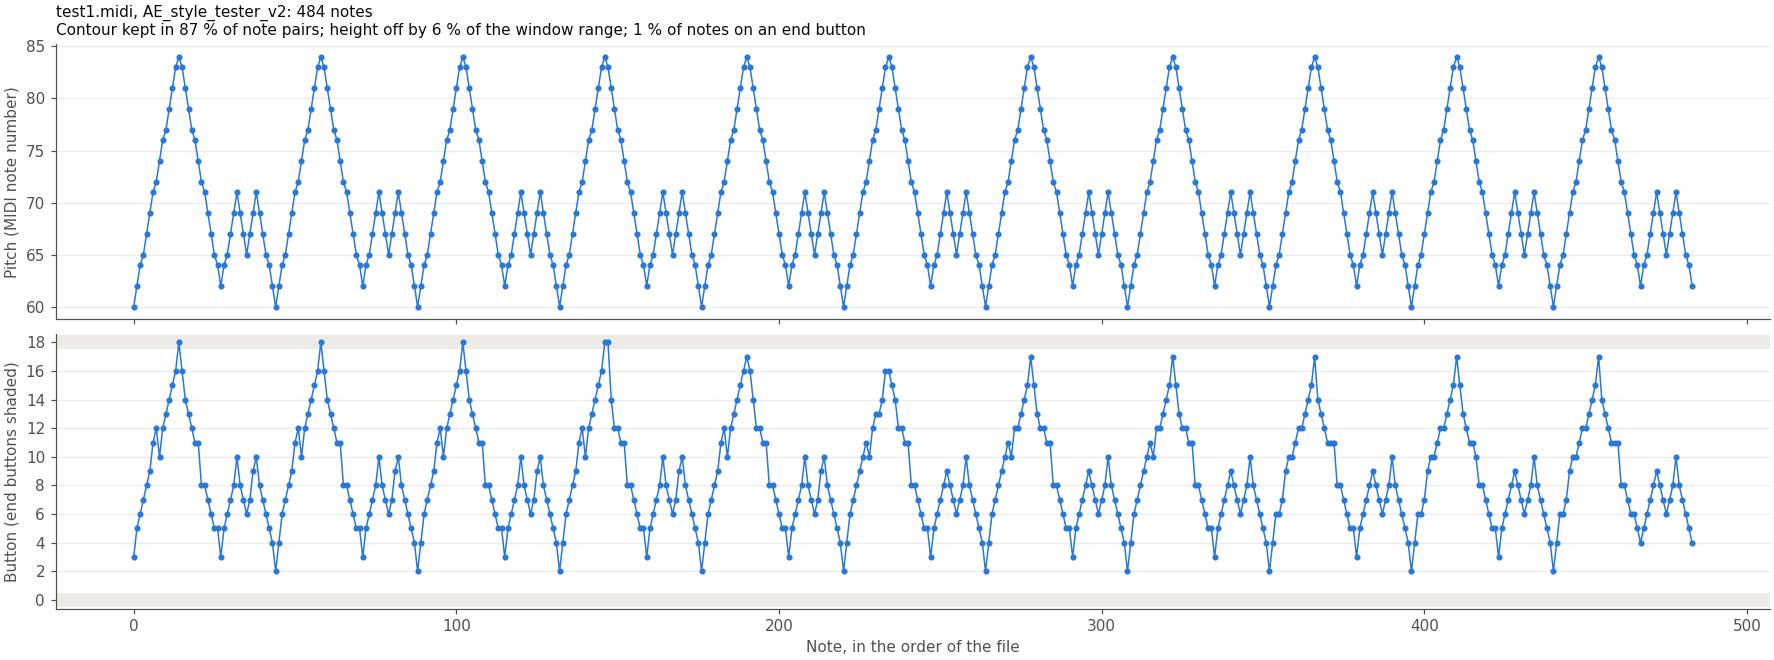 test1.midi, AE_style_tester_v2: 484 notes
Contour kept in 87 % of note pairs; height off by 6 % of the window range; 1 % of notes on an end button
Pitch (MIDI note number)
85
80
75
70
65
60
Button (end buttons shaded)
18
16
14
12
10
8
6
4
2
0
0 100 200 300 400 500
Note, in the order of the file